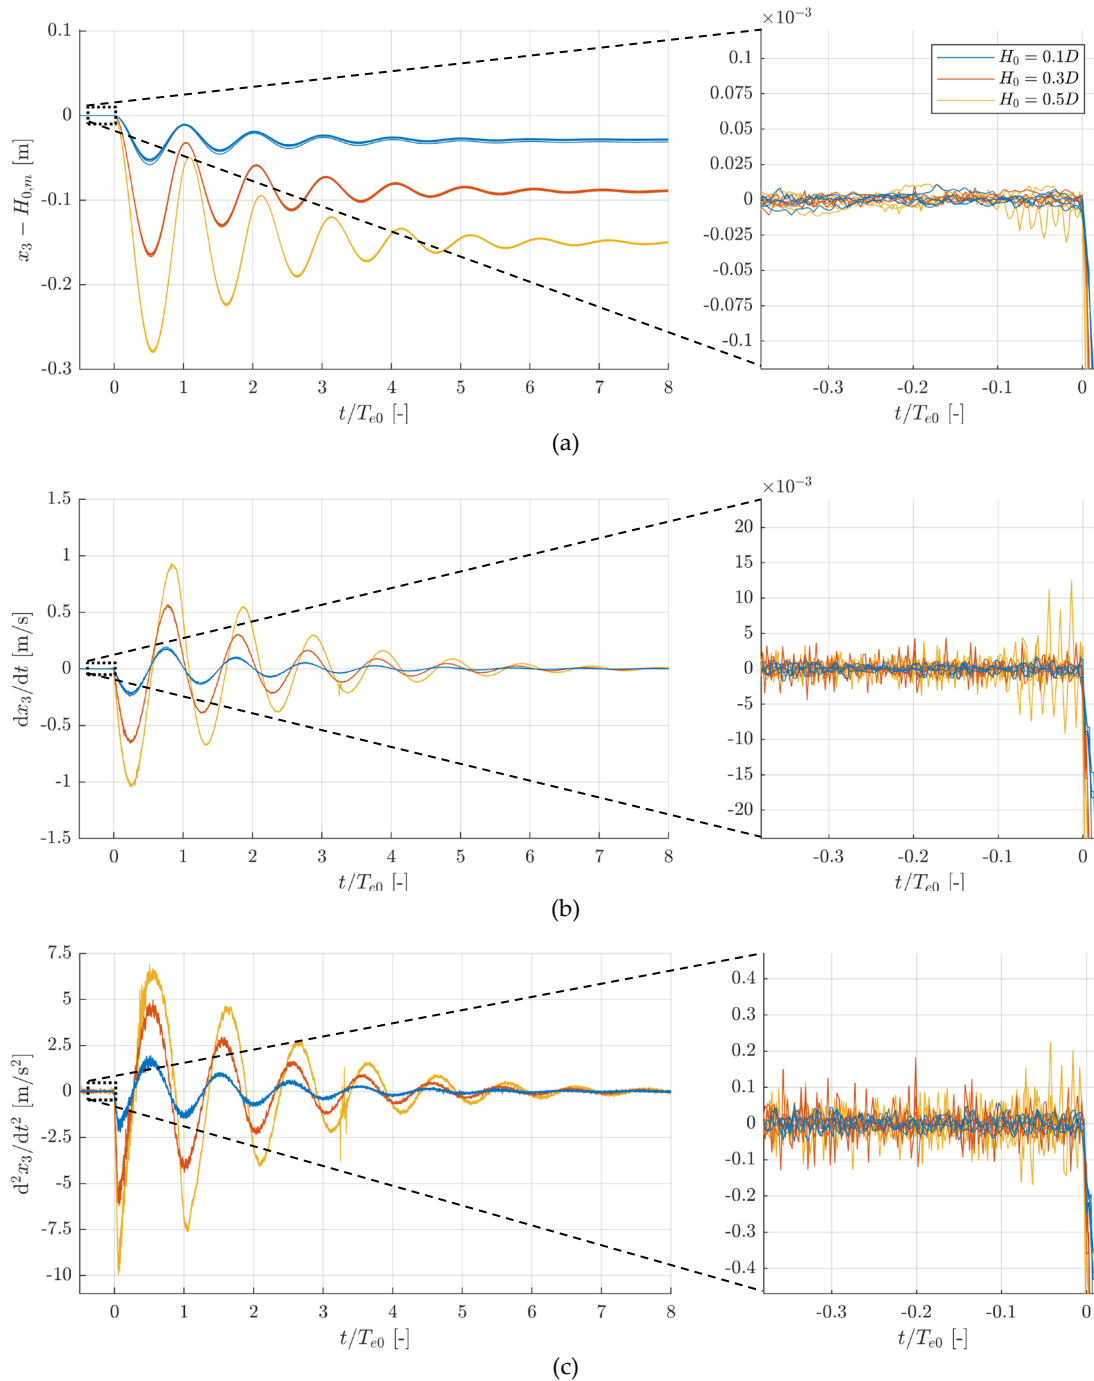 0.1
0
-0.1
-0.2
-0.3
x₃ − H₀,ₘ [m]
0 1 2 3 4 5 6 7 8
t/Tₑ₀ [-]
×10⁻³
0.1
0.075
0.05
0.025
0
-0.025
-0.05
-0.075
-0.1
H₀ = 0.1D
H₀ = 0.3D
H₀ = 0.5D
-0.3 -0.2 -0.1 0
t/Tₑ₀ [-]
(a)
1.5
1
0.5
0
-0.5
-1
-1.5
dx₃/dt [m/s]
0 1 2 3 4 5 6 7 8
t/Tₑ₀ [-]
×10⁻³
20
15
10
5
0
-5
-10
-15
-20
-0.3 -0.2 -0.1 0
t/Tₑ₀ [-]
(b)
7.5
5
2.5
0
-2.5
-5
-7.5
-10
d²x₃/dt² [m/s²]
0 1 2 3 4 5 6 7 8
t/Tₑ₀ [-]
0.4
0.3
0.2
0.1
0
-0.1
-0.2
-0.3
-0.4
-0.3 -0.2 -0.1 0
t/Tₑ₀ [-]
(c)